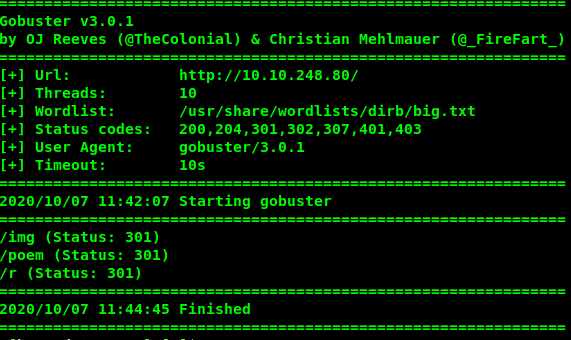 =====================================================
Gobuster v3.0.1
by OJ Reeves (@TheColonial) & Christian Mehlmauer (@_FireFart_)
===============================================================
[+] Url:            http://10.10.248.80/
[+] Threads:        10
[+] Wordlist:       /usr/share/wordlists/dirb/big.txt
[+] Status codes:   200,204,301,302,307,401,403
[+] User Agent:     gobuster/3.0.1
[+] Timeout:        10s
===============================================================
2020/10/07 11:42:07 Starting gobuster
===============================================================
/img (Status: 301)
/poem (Status: 301)
/r (Status: 301)
===============================================================
2020/10/07 11:44:45 Finished
===============================================================